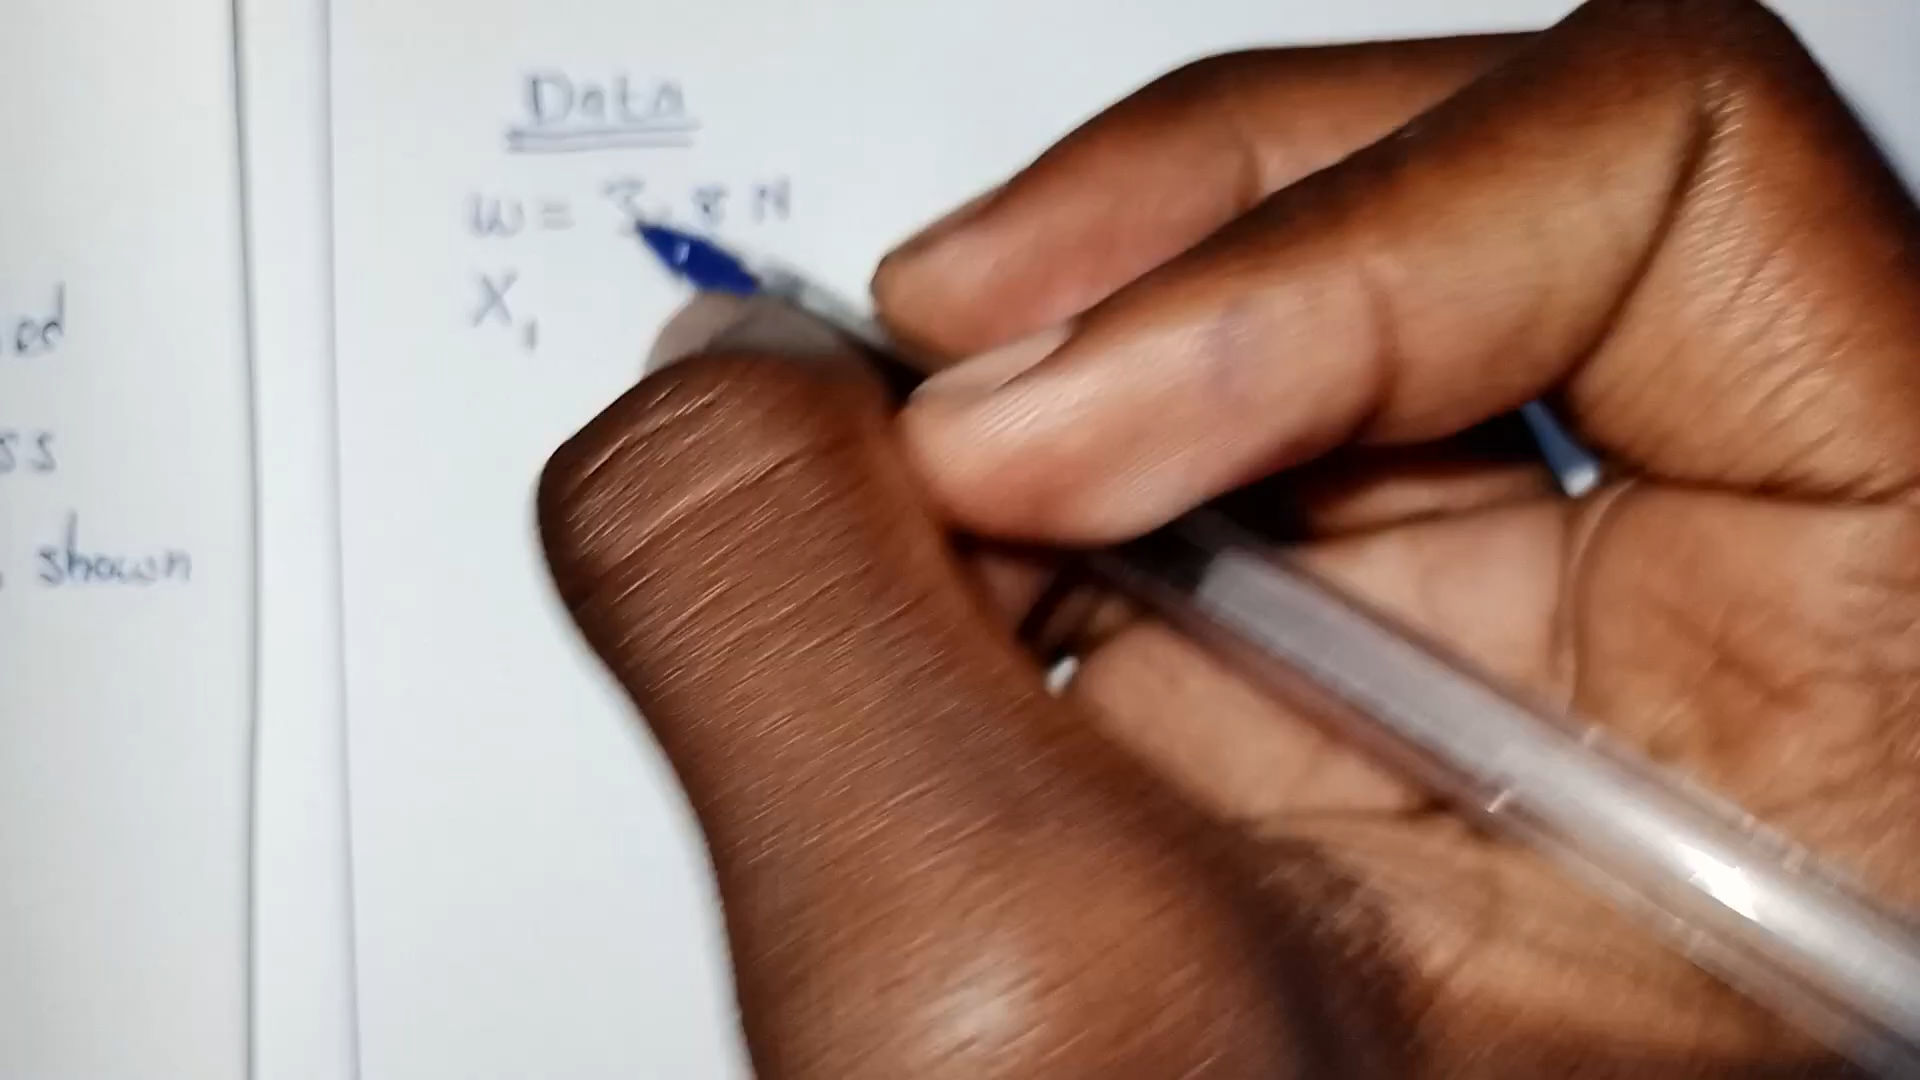 Data
W = 3.8 N
X₁
ed
ss
shown